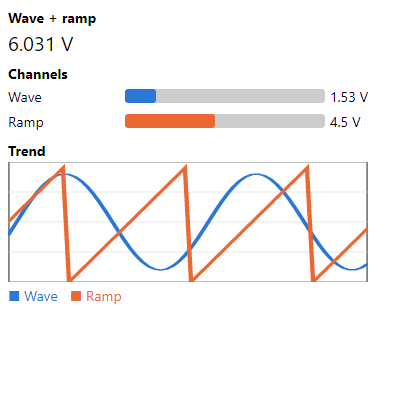 Wave + ramp
6.031 V
Channels
Wave 1.53 V
Ramp 4.5 V
Trend
Wave Ramp